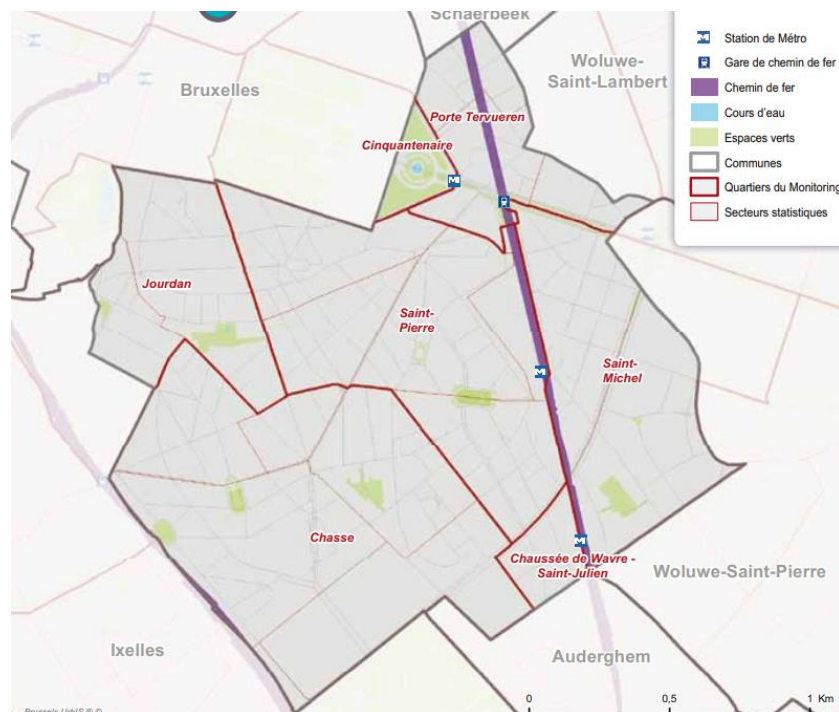 Schaerbeek
Woluwe-
Saint-Lambert
Bruxelles
Porte Tervueren
Cinquantenaire
Jourdan
Saint-
Pierre
Saint-
Michel
Chasse
Chaussée de Wavre -
Saint-Julien
Woluwe-Saint-Pierre
Ixelles
Auderghem
Station de Métro
Gare de chemin de fer
Chemin de fer
Cours d'eau
Espaces verts
Communes
Quartiers du Monitoring
Secteurs statistiques
0 0,5 1 Km